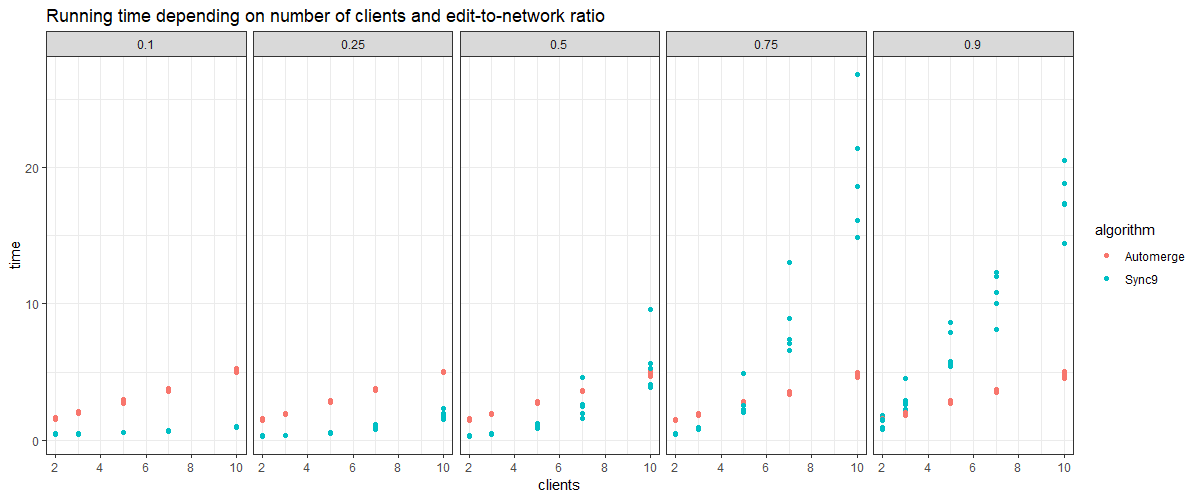 Running time depending on number of clients and edit-to-network ratio
0.1 0.25 0.5 0.75 0.9
20
10
0
time
2 4 6 8 10 2 4 6 8 10 2 4 6 8 10 2 4 6 8 10 2 4 6 8 10
clients
algorithm
Automerge
Sync9